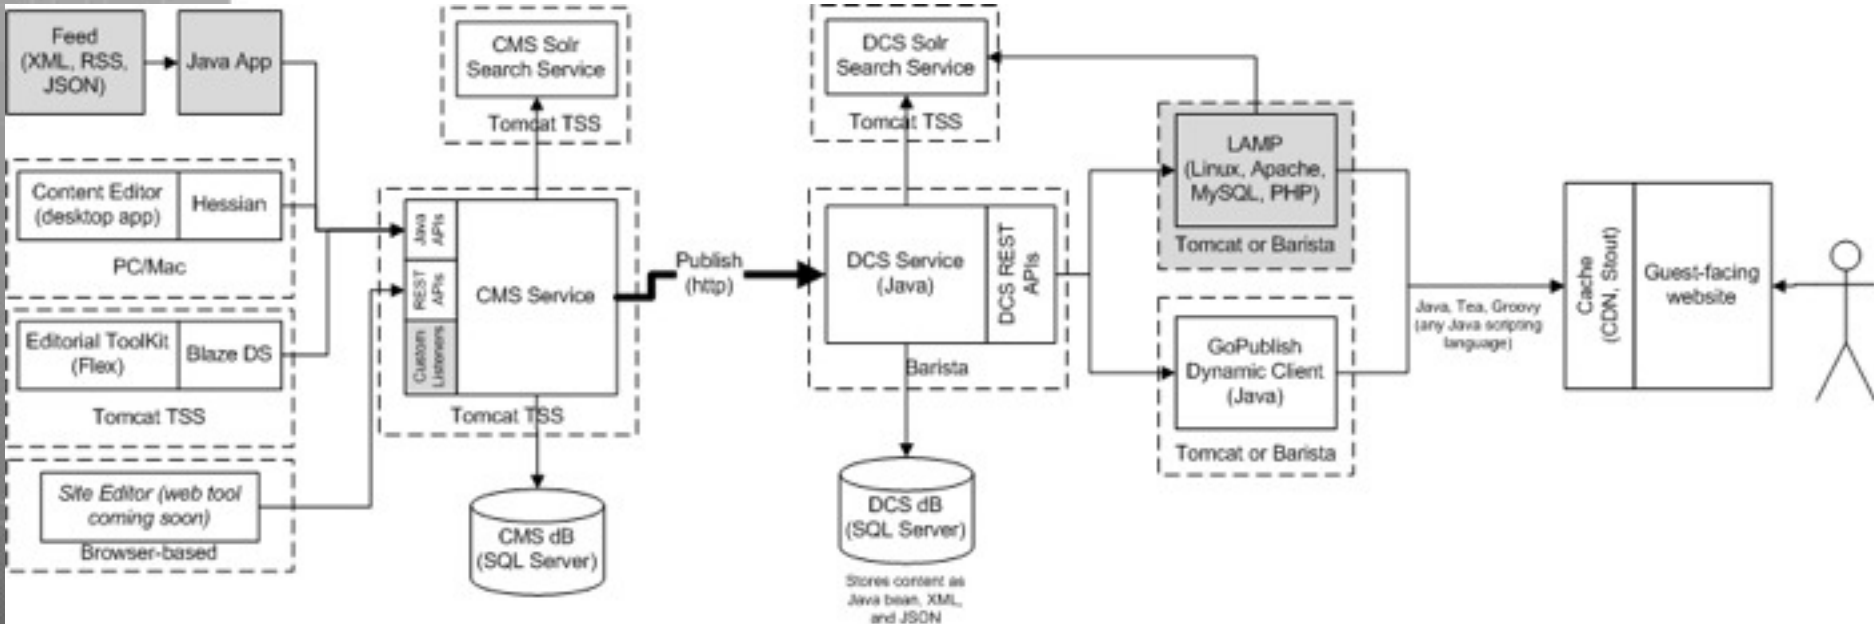 Feed
(XML, RSS,
JSON)
Java App
Content Editor
(desktop app)
Hessian
PC/Mac
Editorial ToolKit
(Flex)
Blaze DS
Tomcat TSS
Site Editor (web tool
coming soon)
Browser-based
CMS Solr
Search Service
Tomcat TSS
Java
APIs
REST
APIs
Custom
Listeners
CMS Service
Tomcat TSS
CMS dB
(SQL Server)
Publish
(http)
DCS Solr
Search Service
Tomcat TSS
DCS Service
(Java)
DCS REST
APIs
Barista
DCS dB
(SQL Server)
Stores content as
Java bean, XML,
and JSON
LAMP
(Linux, Apache,
MySQL, PHP)
Tomcat or Barista
GoPublish
Dynamic Client
(Java)
Tomcat or Barista
Java, Tea, Groovy
(any Java scripting
language)
Cache
(CDN, Stout)
Guest-facing
website